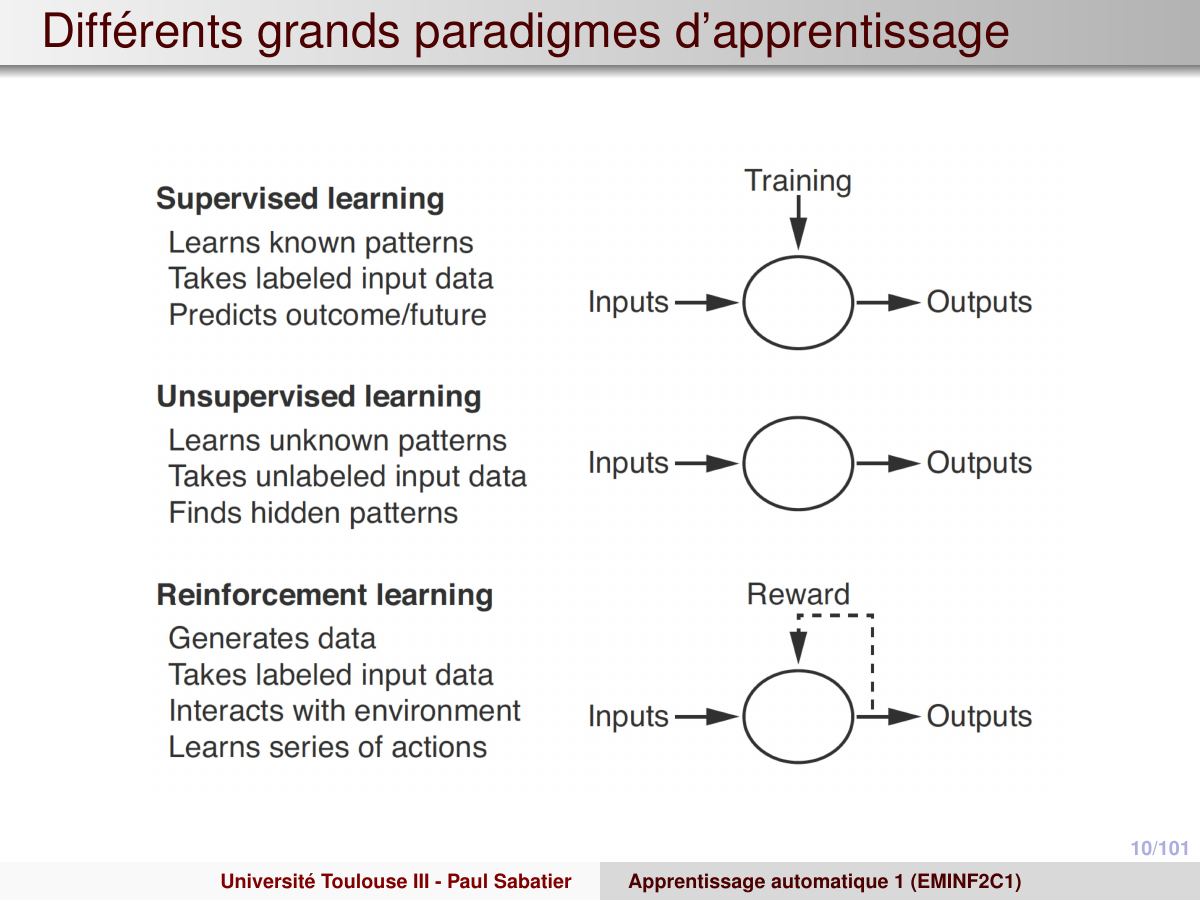 Différents grands paradigmes d'apprentissage
Supervised learning
Learns known patterns
Takes labeled input data
Predicts outcome/future
Training
Inputs
Outputs
Unsupervised learning
Learns unknown patterns
Takes unlabeled input data
Finds hidden patterns
Inputs
Outputs
Reinforcement learning
Generates data
Takes labeled input data
Interacts with environment
Learns series of actions
Reward
Inputs
Outputs
10/101
Université Toulouse III - Paul Sabatier
Apprentissage automatique 1 (EMINF2C1)